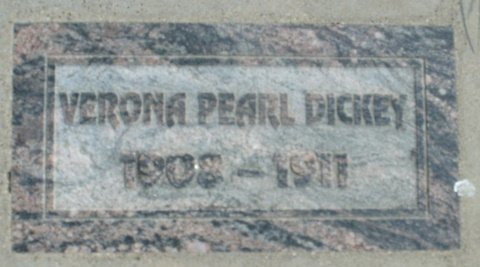 VERONA PEARL DICKEY
1908 - 1911